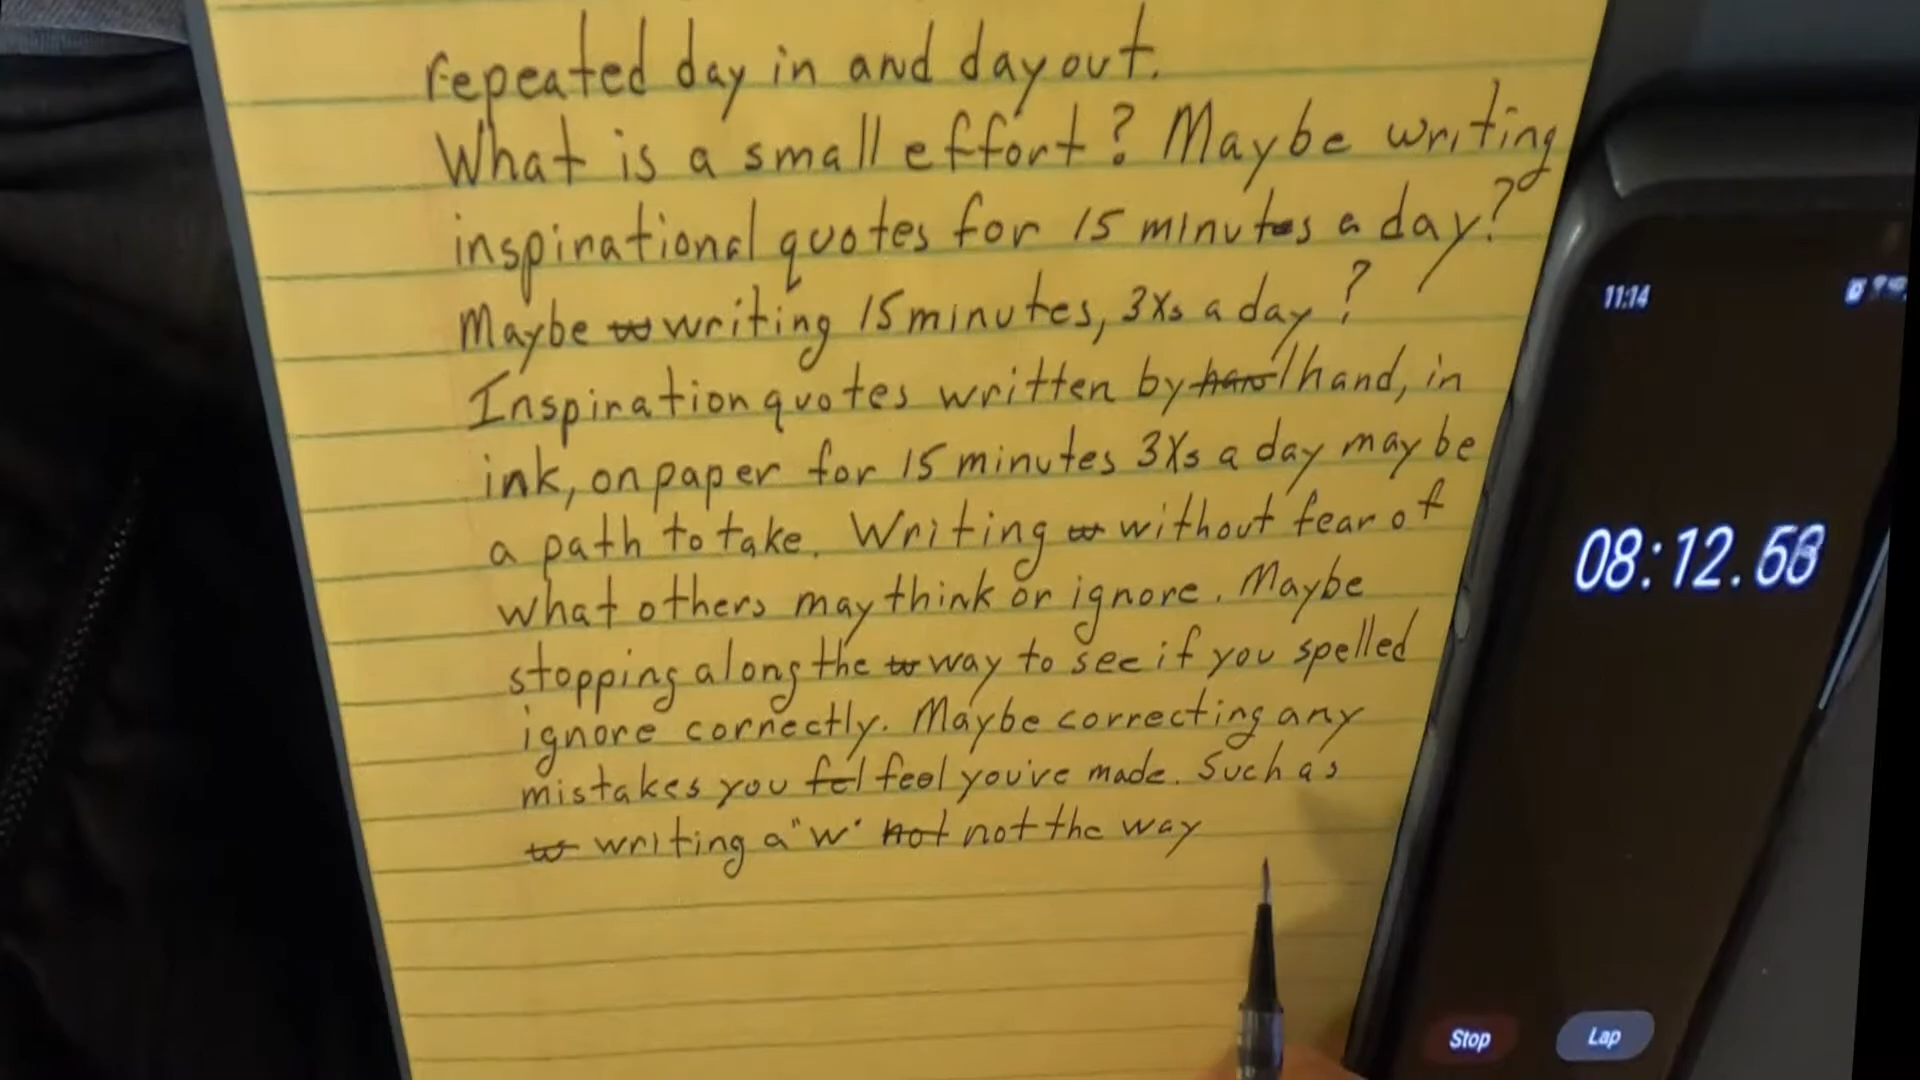 repeated day in and day out.
What is a small effort? Maybe writing
inspirational quotes for 15 minutes a day?
Maybe w writing 15 minutes, 3Xs a day?
Inspiration quotes written by han hand, in
ink, on paper for 15 minutes 3Xs a day may be
a path to take. Writing w without fear of
what others may think or ignore. Maybe
stopping along the w way to see if you spelled
ignore correctly. Maybe correcting any
mistakes you fel feel you've made. Such as
w writing a "w" not not the way
11:14
08:12.
Stop
Lap